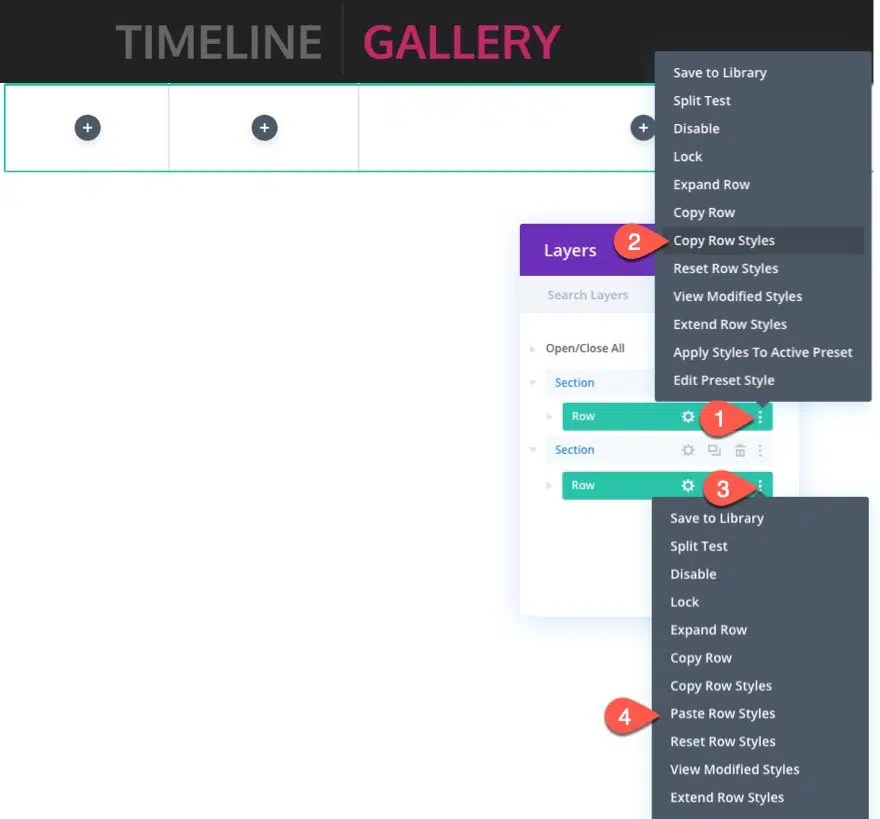 TIMELINE GALLERY
Save to Library
Split Test
Disable
Lock
Expand Row
Copy Row
2 Copy Row Styles
Reset Row Styles
View Modified Styles
Extend Row Styles
Apply Styles To Active Preset
Edit Preset Style
Layers
Search Layers
Open/Close All
Section
Row 1
Section
Row 3
Save to Library
Split Test
Disable
Lock
Expand Row
Copy Row
Copy Row Styles
4 Paste Row Styles
Reset Row Styles
View Modified Styles
Extend Row Styles